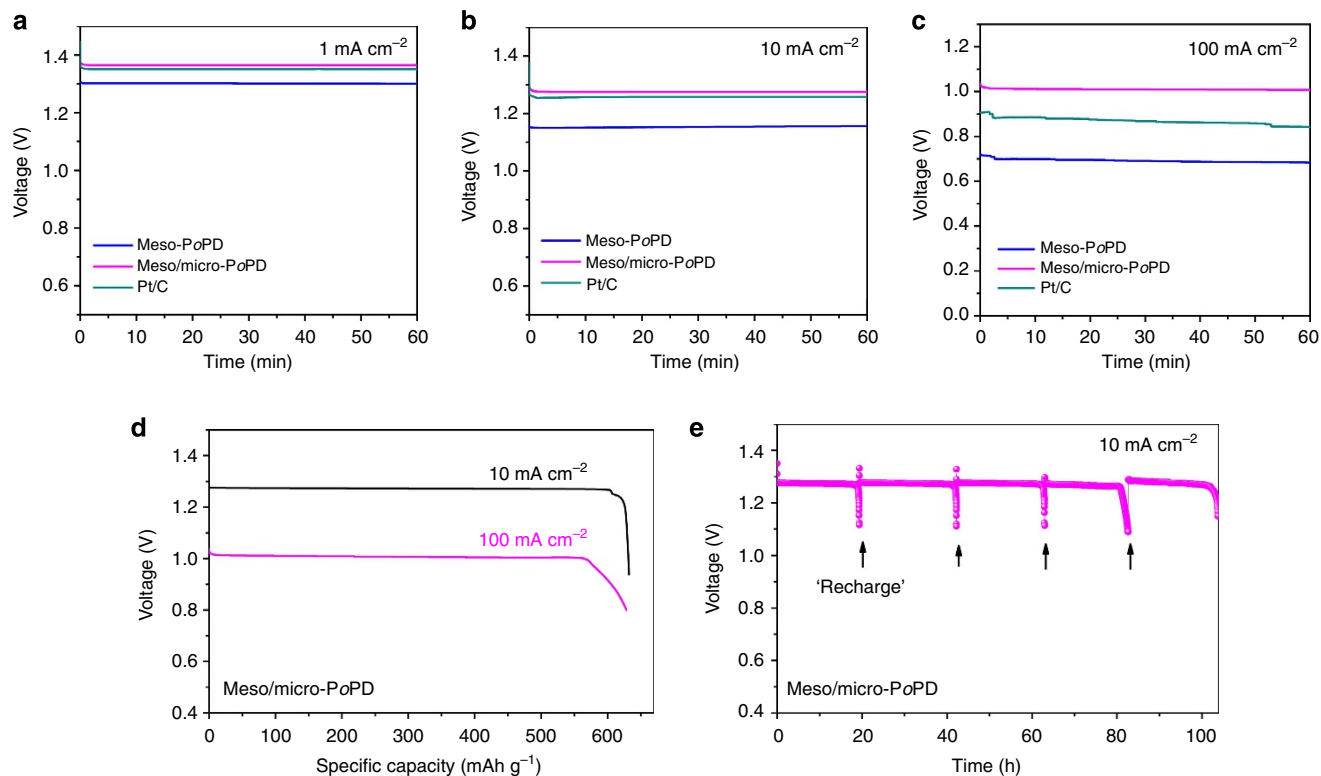 a
1 mA cm⁻²
1.4
1.2
1.0
0.8
0.6
Voltage (V)
Meso-PoPD
Meso/micro-PoPD
Pt/C
0 10 20 30 40 50 60
Time (min)
b
10 mA cm⁻²
1.4
1.2
1.0
0.8
0.6
Voltage (V)
Meso-PoPD
Meso/micro-PoPD
Pt/C
0 10 20 30 40 50 60
Time (min)
c
100 mA cm⁻²
1.2
1.0
0.8
0.6
0.4
0.2
0.0
Voltage (V)
Meso-PoPD
Meso/micro-PoPD
Pt/C
0 10 20 30 40 50 60
Time (min)
d
1.4
1.2
1.0
0.8
0.6
0.4
Voltage (V)
10 mA cm⁻²
100 mA cm⁻²
Meso/micro-PoPD
0 100 200 300 400 500 600
Specific capacity (mAh g⁻¹)
e
10 mA cm⁻²
1.4
1.2
1.0
0.8
0.6
0.4
Voltage (V)
'Recharge'
Meso/micro-PoPD
0 20 40 60 80 100
Time (h)